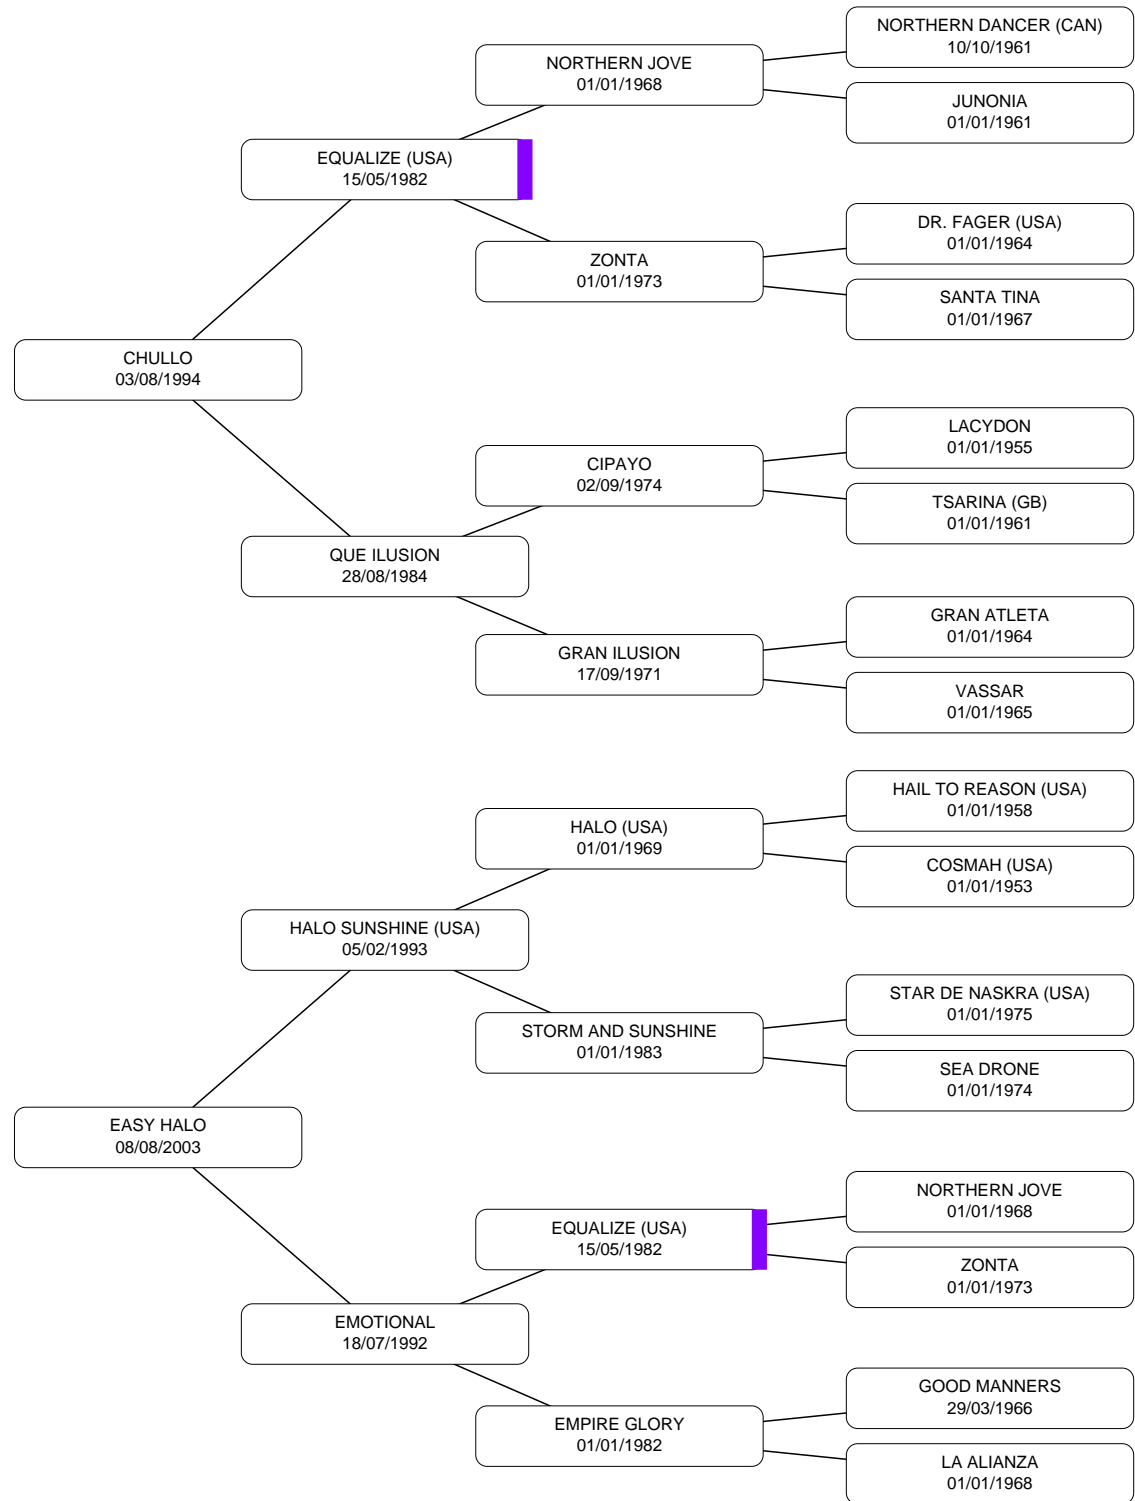 NORTHERN DANCER (CAN)
10/10/1961
NORTHERN JOVE
01/01/1968
JUNONIA
01/01/1961
EQUALIZE (USA)
15/05/1982
DR. FAGER (USA)
01/01/1964
ZONTA
01/01/1973
SANTA TINA
01/01/1967
CHULLO
03/08/1994
LACYDON
01/01/1955
CIPAYO
02/09/1974
TSARINA (GB)
01/01/1961
QUE ILUSION
28/08/1984
GRAN ATLETA
01/01/1964
GRAN ILUSION
17/09/1971
VASSAR
01/01/1965
HAIL TO REASON (USA)
01/01/1958
HALO (USA)
01/01/1969
COSMAH (USA)
01/01/1953
HALO SUNSHINE (USA)
05/02/1993
STAR DE NASKRA (USA)
01/01/1975
STORM AND SUNSHINE
01/01/1983
SEA DRONE
01/01/1974
EASY HALO
08/08/2003
NORTHERN JOVE
01/01/1968
EQUALIZE (USA)
15/05/1982
ZONTA
01/01/1973
EMOTIONAL
18/07/1992
GOOD MANNERS
29/03/1966
EMPIRE GLORY
01/01/1982
LA ALIANZA
01/01/1968